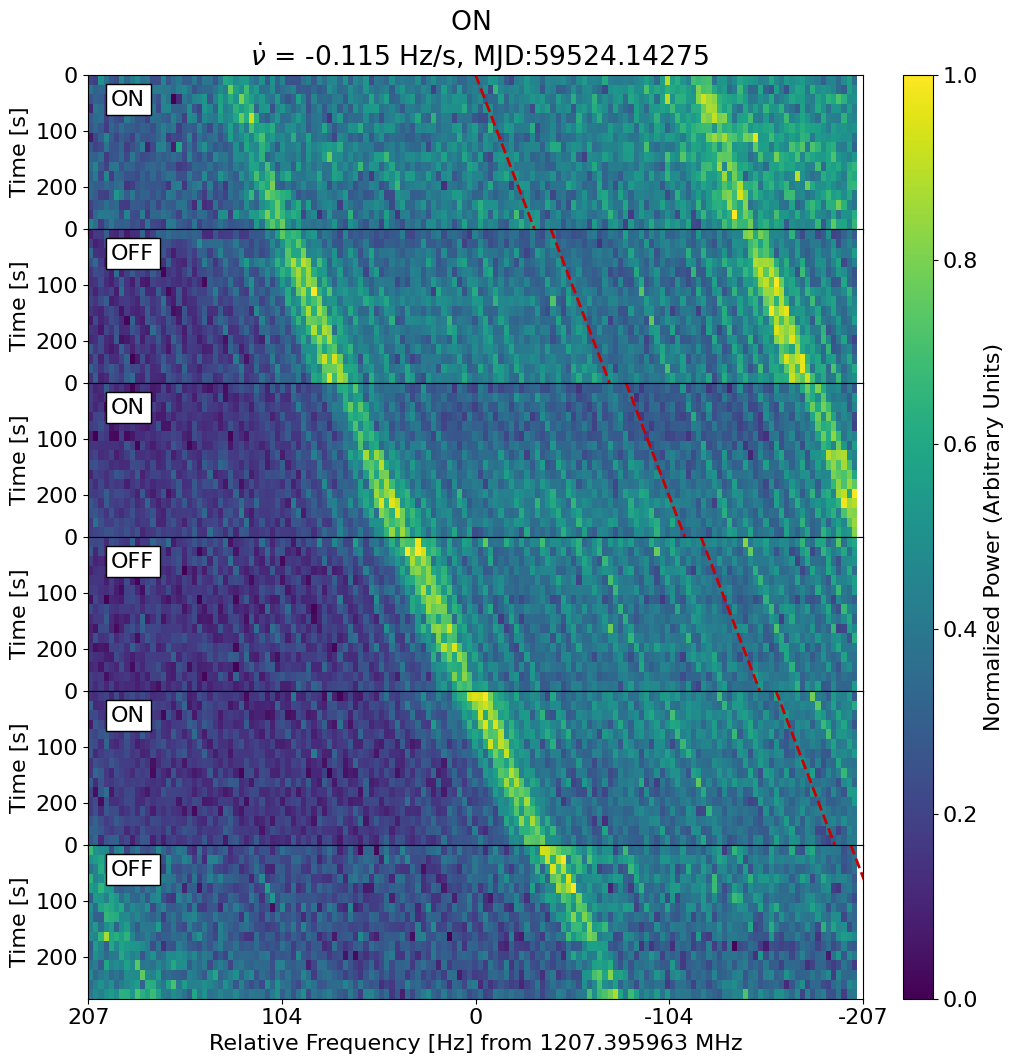 ON
ν̇ = -0.115 Hz/s, MJD:59524.14275
0
100
200
Time [s]
ON
0
100
200
Time [s]
OFF
0
100
200
Time [s]
ON
0
100
200
Time [s]
OFF
0
100
200
Time [s]
ON
0
100
200
Time [s]
OFF
207
104
0
-104
-207
Relative Frequency [Hz] from 1207.395963 MHz
1.0
0.8
0.6
0.4
0.2
0.0
Normalized Power (Arbitrary Units)